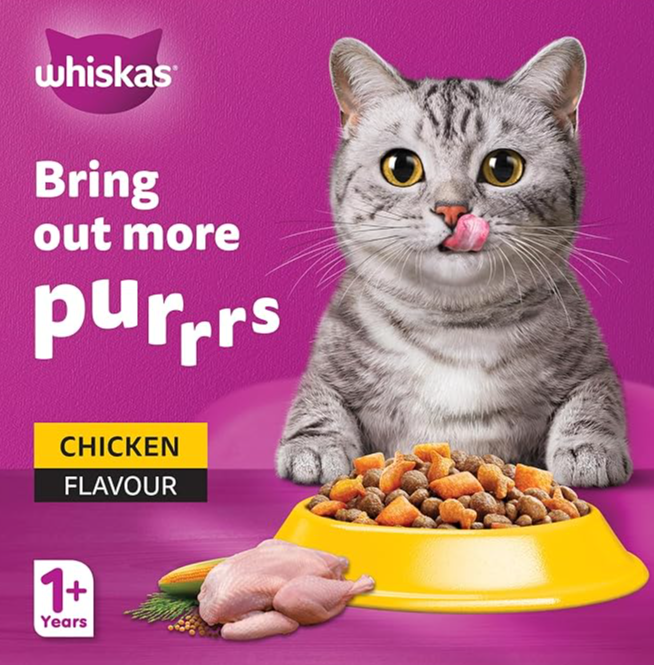 whiskas®
Bring
out more
purrrs
CHICKEN
FLAVOUR
1+
Years